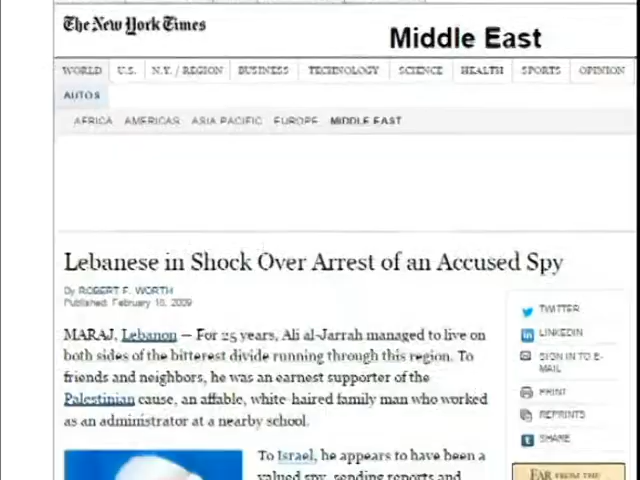 The New York Times
Middle East
WORLD U.S. N.Y. / REGION BUSINESS TECHNOLOGY SCIENCE HEALTH SPORTS OPINION
AUTOS
AFRICA AMERICAS ASIA PACIFIC EUROPE MIDDLE EAST
Lebanese in Shock Over Arrest of an Accused Spy
By ROBERT F. WORTH
Published: February 18, 2009
TWITTER
LINKEDIN
SIGN IN TO E-
MAIL
PRINT
REPRINTS
SHARE
MARAJ, Lebanon — For 25 years, Ali al-Jarrah managed to live on
both sides of the bitterest divide running through this region. To
friends and neighbors, he was an earnest supporter of the
Palestinian cause, an affable, white-haired family man who worked
as an administrator at a nearby school.
To Israel, he appears to have been a
valued spy, sending reports and
FAR FROM THE